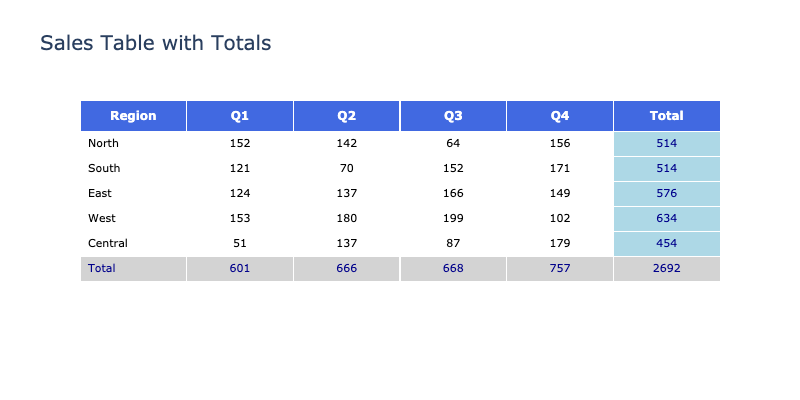 Sales Table with Totals
Region Q1 Q2 Q3 Q4 Total
North 152 142 64 156 514
South 121 70 152 171 514
East 124 137 166 149 576
West 153 180 199 102 634
Central 51 137 87 179 454
Total 601 666 668 757 2692